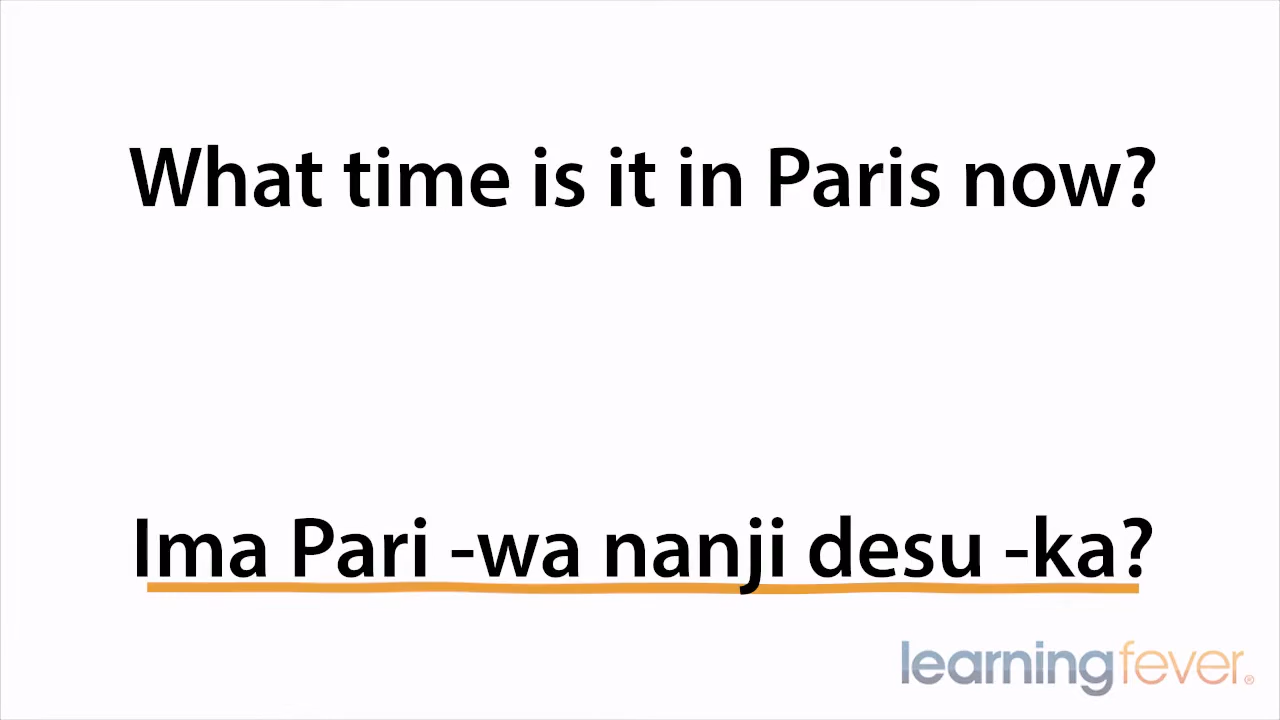 What time is it in Paris now?
Ima Pari -wa nanji desu -ka?
learningfever®